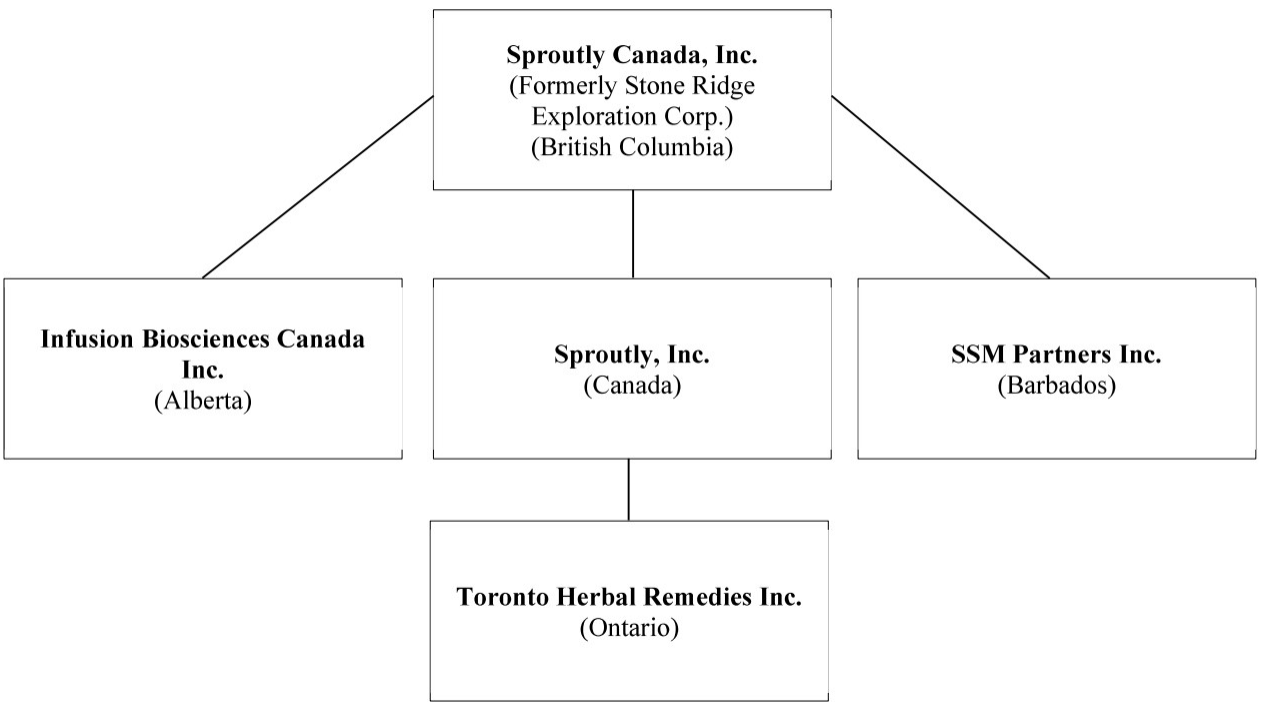 Sproutly Canada, Inc.
(Formerly Stone Ridge
Exploration Corp.)
(British Columbia)
Infusion Biosciences Canada
Inc.
(Alberta)
Sproutly, Inc.
(Canada)
SSM Partners Inc.
(Barbados)
Toronto Herbal Remedies Inc.
(Ontario)